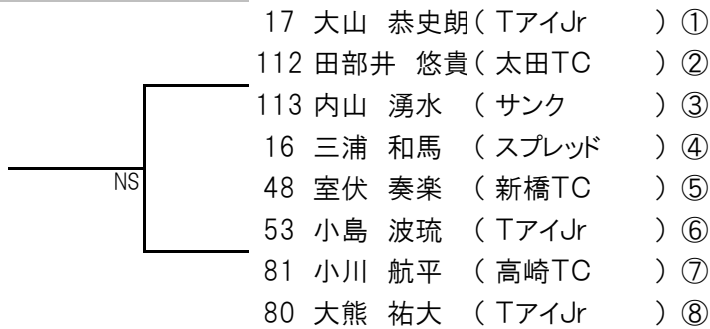 17 大山 恭史朗( TアイJr ) ①
112 田部井 悠貴( 太田TC ) ②
113 内山 湧水 ( サンク ) ③
16 三浦 和馬 ( スプレッド ) ④
NS
48 室伏 奏楽 ( 新橋TC ) ⑤
53 小島 波琉 ( TアイJr ) ⑥
81 小川 航平 ( 高崎TC ) ⑦
80 大熊 祐大 ( TアイJr ) ⑧